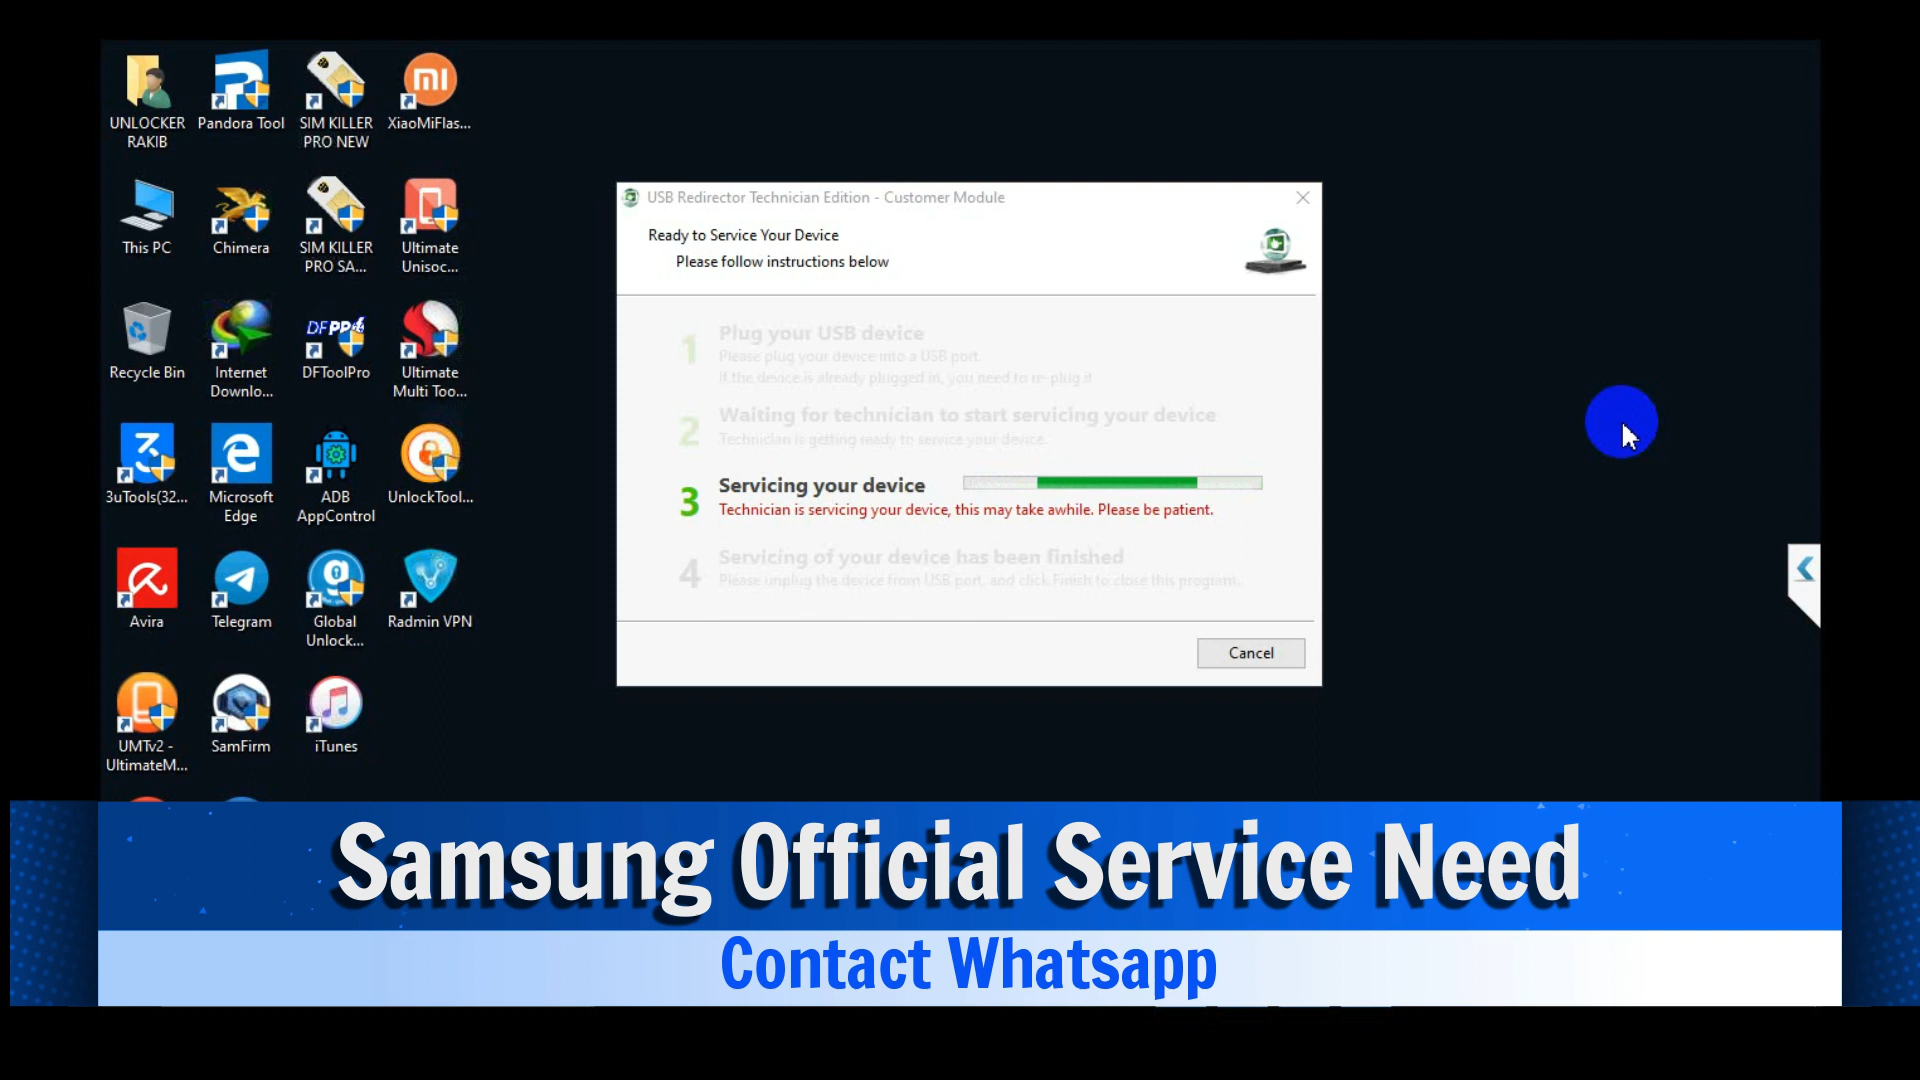 UNLOCKER
RAKIB
Pandora Tool
SIM KILLER
PRO NEW
XiaoMiFlas...
This PC
Chimera
SIM KILLER
PRO SA...
Ultimate
Unisoc...
Recycle Bin
Internet
Downlo...
DFPP4
DFToolPro
Ultimate
Multi Too...
3uTools(32...
Microsoft
Edge
ADB
AppControl
UnlockTool...
Avira
Telegram
Global
Unlock...
Radmin VPN
UMTv2 -
UltimateM...
SamFirm
iTunes
USB Redirector Technician Edition - Customer Module
Ready to Service Your Device
Please follow instructions below
1 Plug your USB device
Please plug your device into a USB port.
If the device is already plugged in, you need to re-plug it
2 Waiting for technician to start servicing your device
Technician is getting ready to service your device.
3 Servicing your device
Technician is servicing your device, this may take awhile. Please be patient.
4 Servicing of your device has been finished
Please unplug the device from USB port, and click Finish to close this program.
Cancel
Samsung Official Service Need
Contact Whatsapp